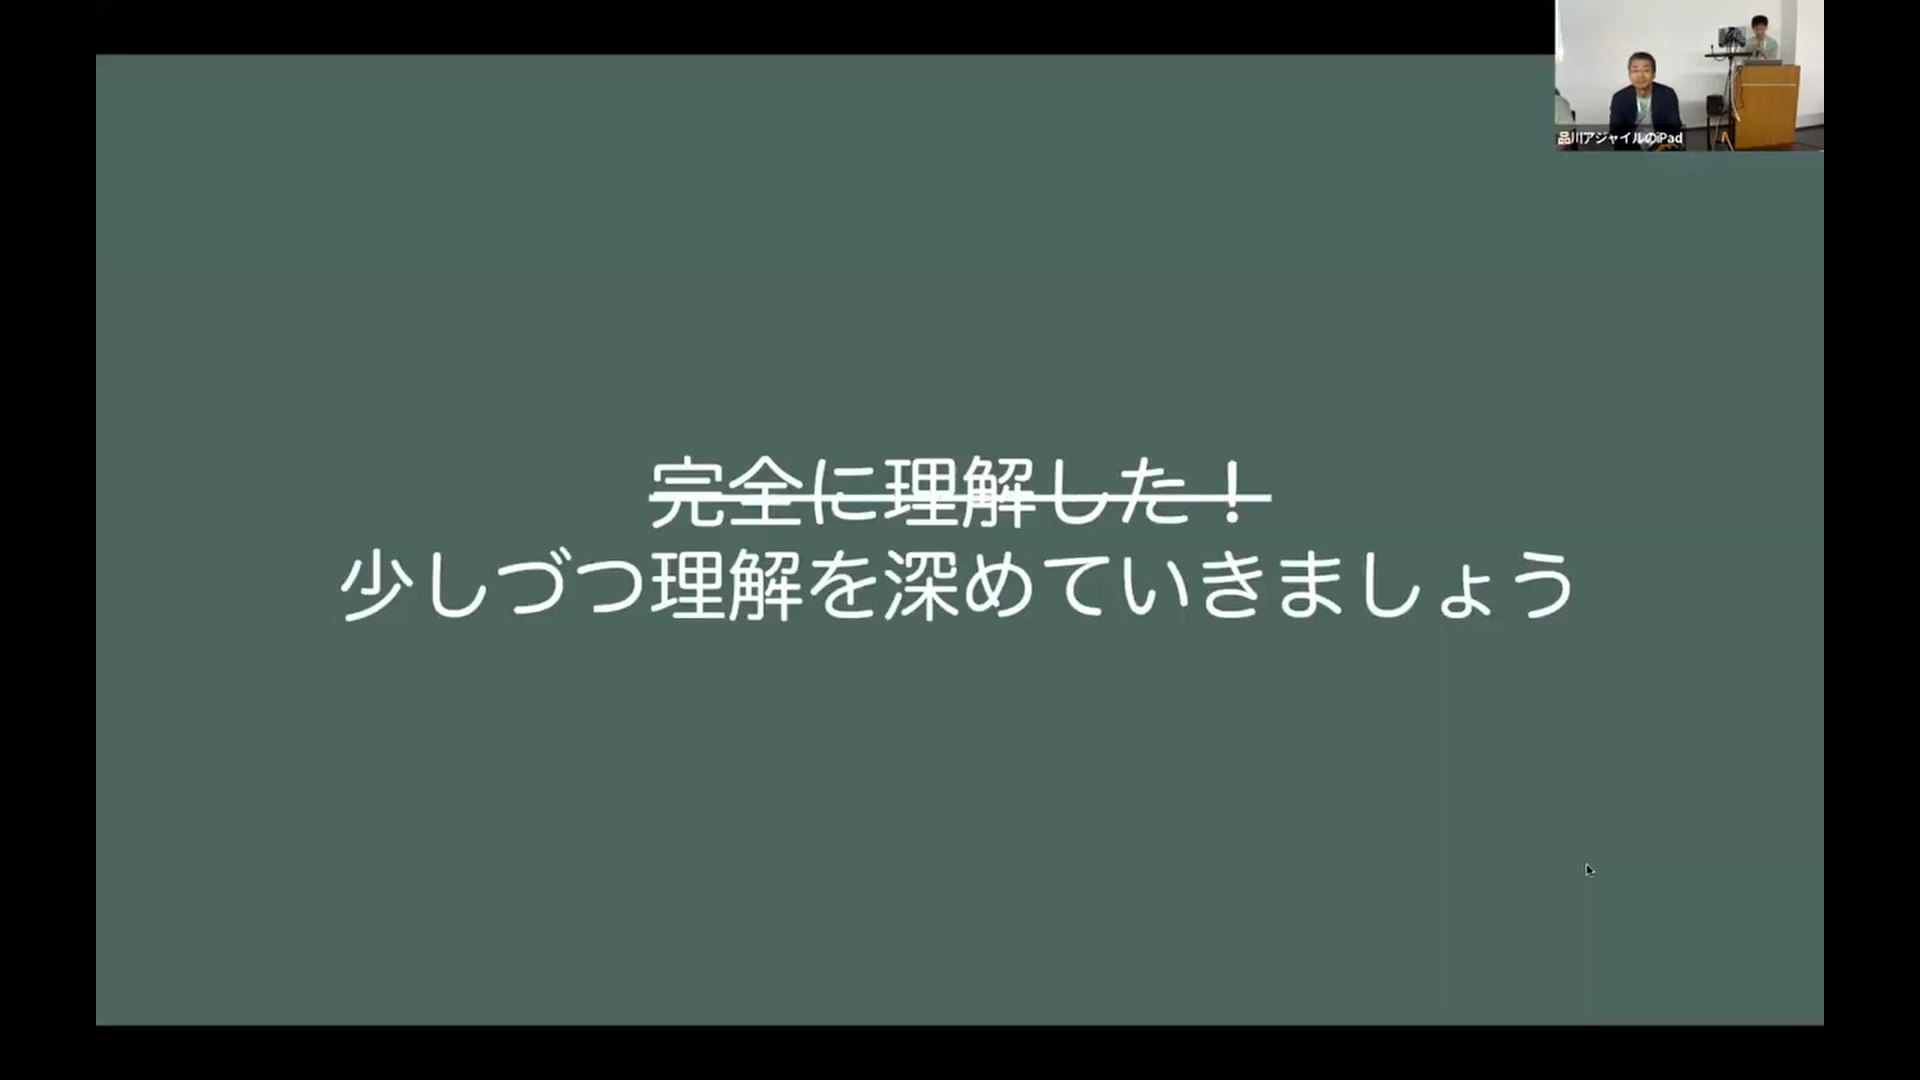 品川アジャイルのiPad
完全に理解した！
少しづつ理解を深めていきましょう